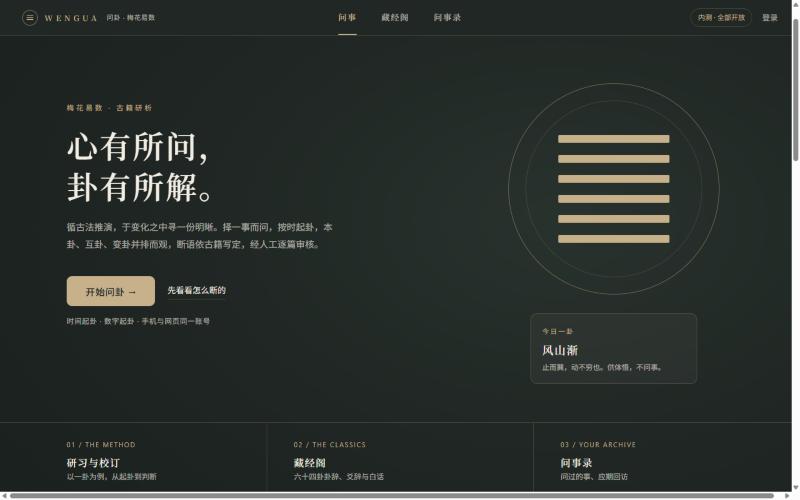 WENGUA 问卦 · 梅花易数
问事 藏经阁 问事录
内测 · 全部开放 登录
梅花易数 · 古籍研析
心有所问，
卦有所解。
循古法推演，于变化之中寻一份明晰。择一事而问，按时起卦，本
卦、互卦、变卦并排而观，断语依古籍写定，经人工逐篇审核。
开始问卦 → 先看看怎么断的
时间起卦 · 数字起卦 · 手机与网页同一账号
今日一卦
风山渐
止而巽，动不穷也。供体悟，不问事。
01 / THE METHOD
研习与校订
以一卦为例，从起卦到判断
02 / THE CLASSICS
藏经阁
六十四卦卦辞、爻辞与白话
03 / YOUR ARCHIVE
问事录
问过的事、应期回访